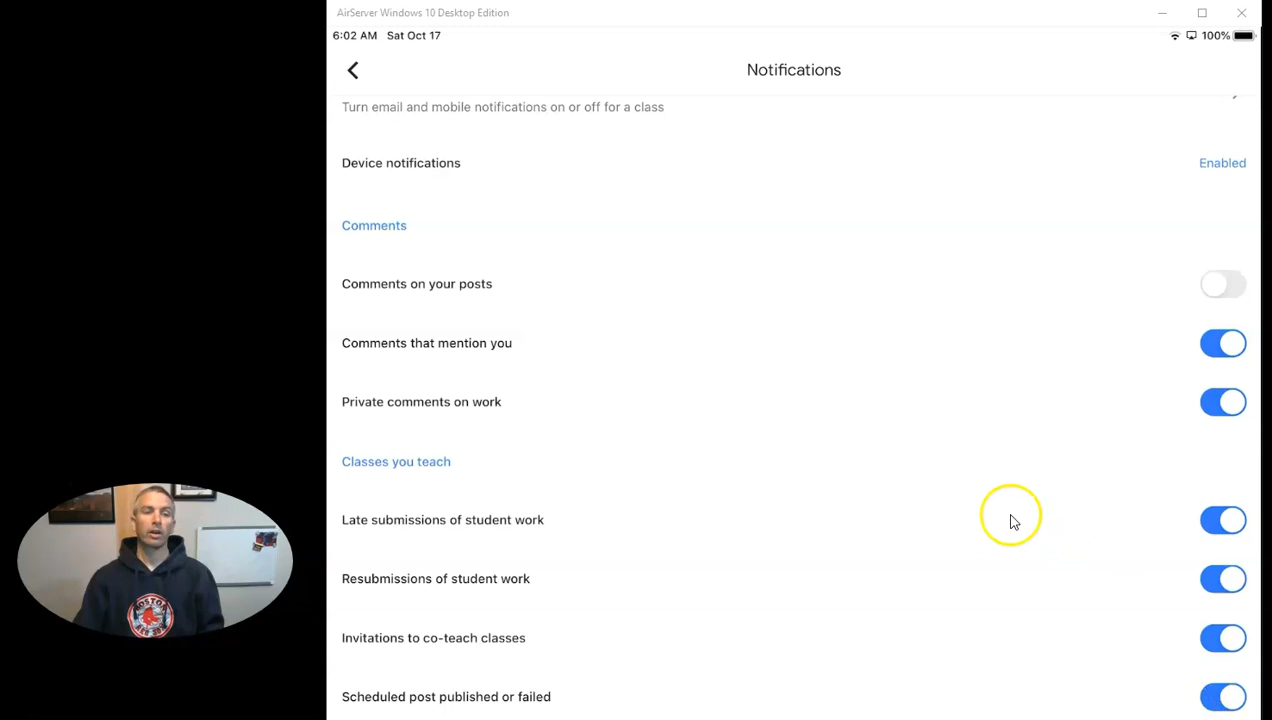 AirServer Windows 10 Desktop Edition
6:02 AM Sat Oct 17
100%
Notifications
Turn email and mobile notifications on or off for a class
Device notifications
Enabled
Comments
Comments on your posts
Comments that mention you
Private comments on work
Classes you teach
Late submissions of student work
Resubmissions of student work
Invitations to co-teach classes
Scheduled post published or failed
BOSTON